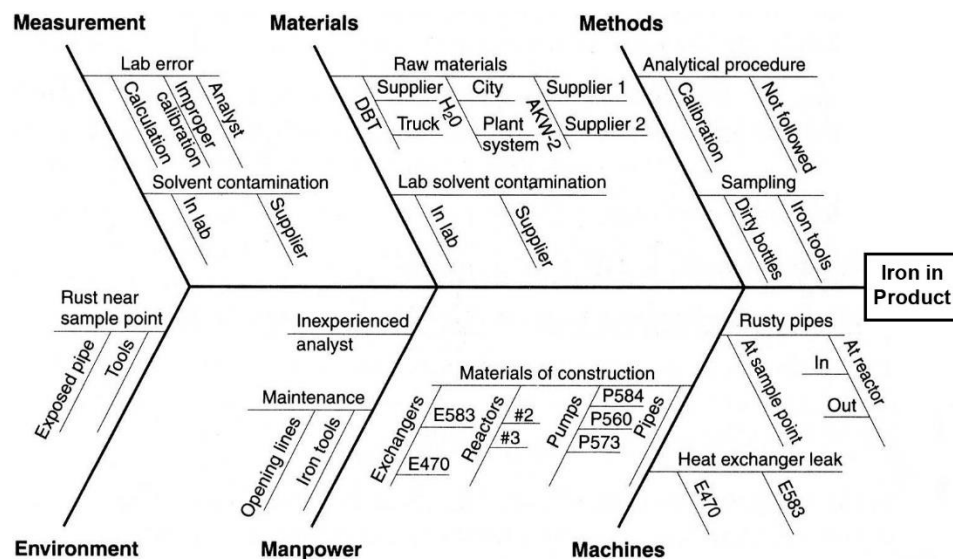 Measurement
Materials
Methods
Lab error
Calculation
Improper
calibration
Analyst
Solvent contamination
In lab
Supplier
Raw materials
DBT
Supplier
Truck
H20
City
Plant
system
AKW-2
Supplier 1
Supplier 2
Lab solvent contamination
In lab
Supplier
Analytical procedure
Calibration
Not followed
Sampling
Dirty bottles
Iron tools
Iron in
Product
Rust near
sample point
Exposed pipe
Tools
Inexperienced
analyst
Maintenance
Opening lines
Iron tools
Materials of construction
Exchangers
E583
E470
Reactors
#2
#3
Pumps
P584
P560
P573
Pipes
Rusty pipes
At sample point
At reactor
In
Out
Heat exchanger leak
E470
E583
Environment
Manpower
Machines